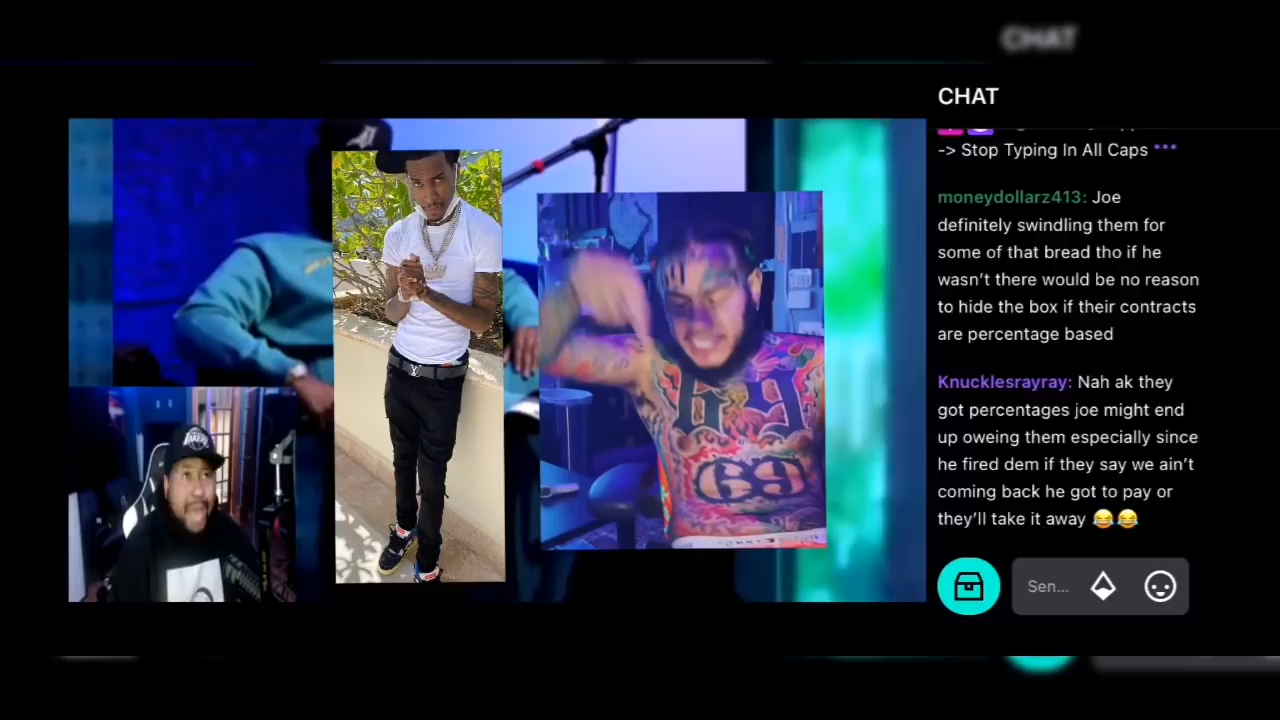 CHAT
CHAT
-> Stop Typing In All Caps ***
moneydollarz413: Joe
definitely swindling them for
some of that bread tho if he
wasn't there would be no reason
to hide the box if their contracts
are percentage based
Knucklesrayray: Nah ak they
got percentages joe might end
up oweing them especially since
he fired dem if they say we ain't
coming back he got to pay or
they'll take it away 😂😂
Sen...
LAKERS
69
69